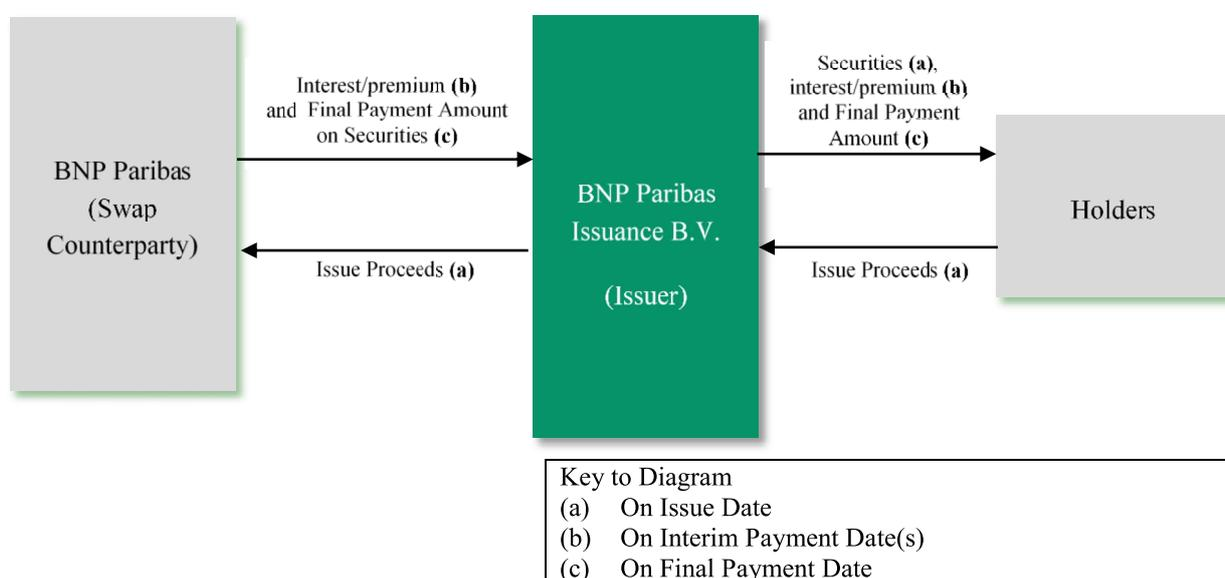 BNP Paribas
(Swap
Counterparty)
Interest/premium (b)
and Final Payment Amount
on Securities (c)
Issue Proceeds (a)
BNP Paribas
Issuance B.V.
(Issuer)
Securities (a),
interest/premium (b)
and Final Payment
Amount (c)
Issue Proceeds (a)
Holders
Key to Diagram
(a) On Issue Date
(b) On Interim Payment Date(s)
(c) On Final Payment Date